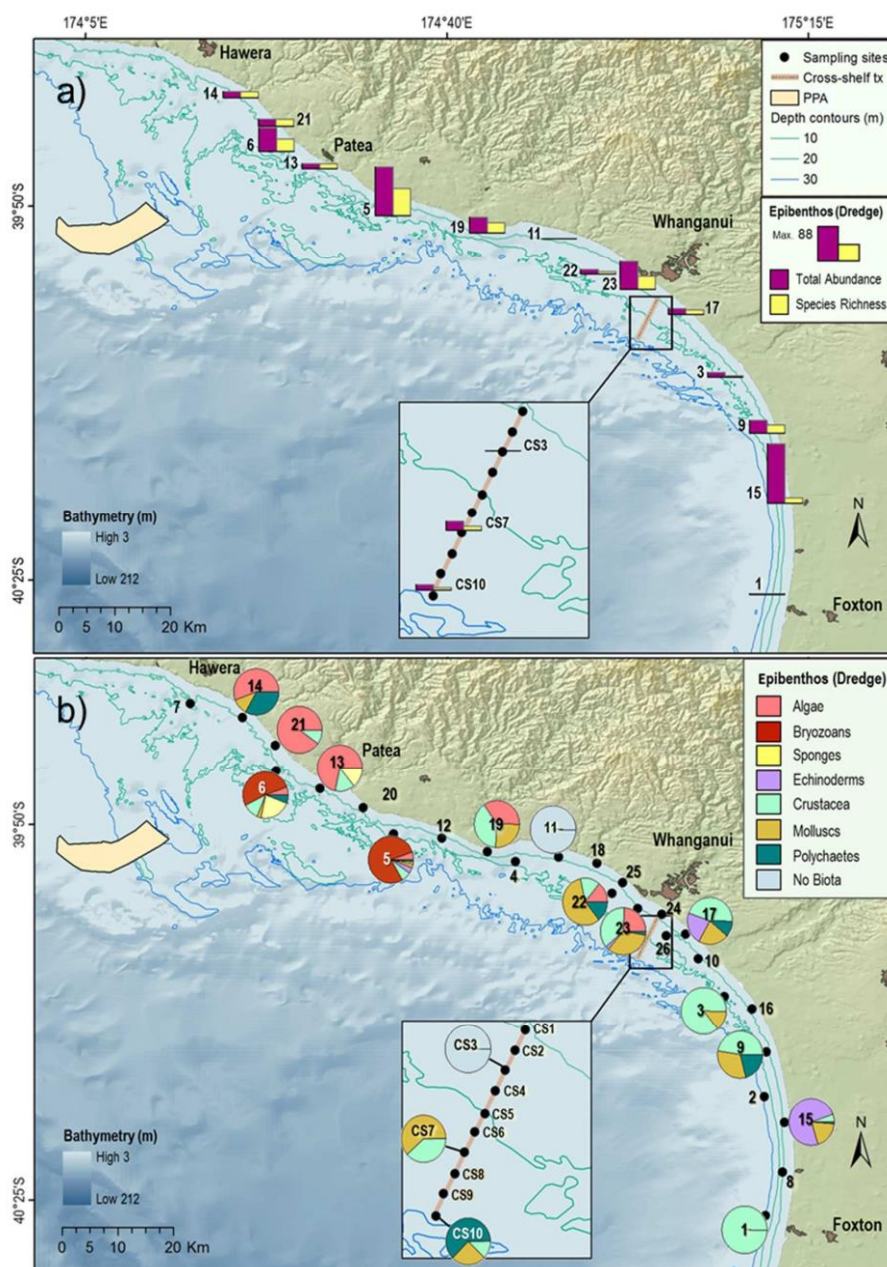 174°5'E
174°40'E
175°15'E
a)
Hawera
Sampling sites
Cross-shelf tx
PPA
Depth contours (m)
10
20
30
14
21
6
Patea
13
5
39°50'S
19
11
Whanganui
Epibenthos (Dredge)
Max. 88
Total Abundance
Species Richness
22
23
17
3
9
CS3
15
CS7
N
Bathymetry (m)
High 3
Low 212
CS10
1
40°25'S
Foxton
0 5 10 20 Km
b)
Hawera
Epibenthos (Dredge)
Algae
Bryozoans
Sponges
Echinoderms
Crustacea
Molluscs
Polychaetes
No Biota
7
14
21
Patea
13
6
20
39°50'S
12
19
11
18
Whanganui
5
4
25
22
24
17
23
26
10
3
16
CS1
CS3
CS2
9
2
CS4
CS5
CS7
CS6
15
N
Bathymetry (m)
High 3
Low 212
CS8
CS9
8
CS10
1
40°25'S
Foxton
0 5 10 20 Km